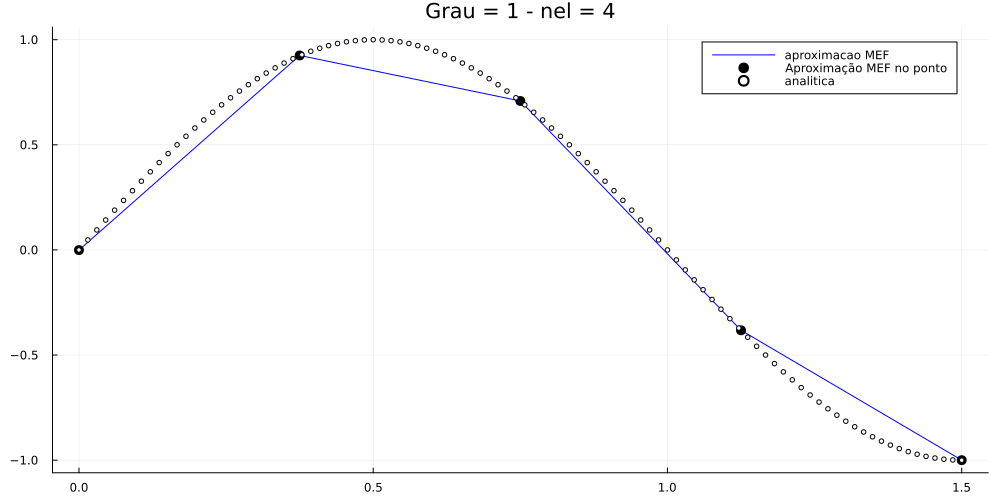 Grau = 1 - nel = 4
1.0
0.5
0.0
−0.5
−1.0
aproximacao MEF
Aproximação MEF no ponto
analitica
0.0
0.5
1.0
1.5